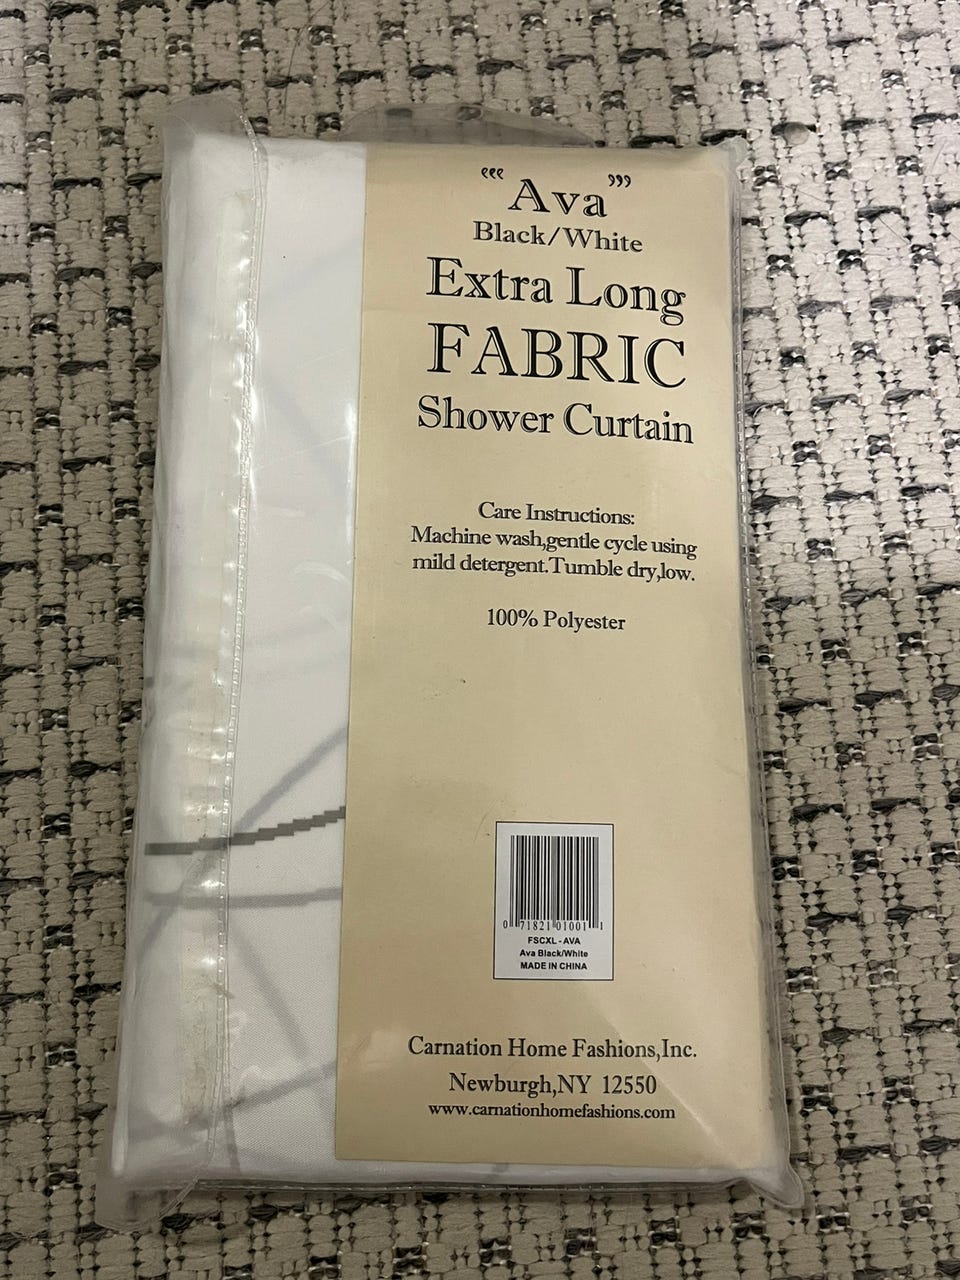 ““‘Ava’””
Black/White
Extra Long
FABRIC
Shower Curtain
Care Instructions:
Machine wash,gentle cycle using
mild detergent.Tumble dry,low.
100% Polyester
0 71821 01001 1
FSCXL - AVA
Ava Black/White
MADE IN CHINA
Carnation Home Fashions,Inc.
Newburgh,NY 12550
www.carnationhomefashions.com